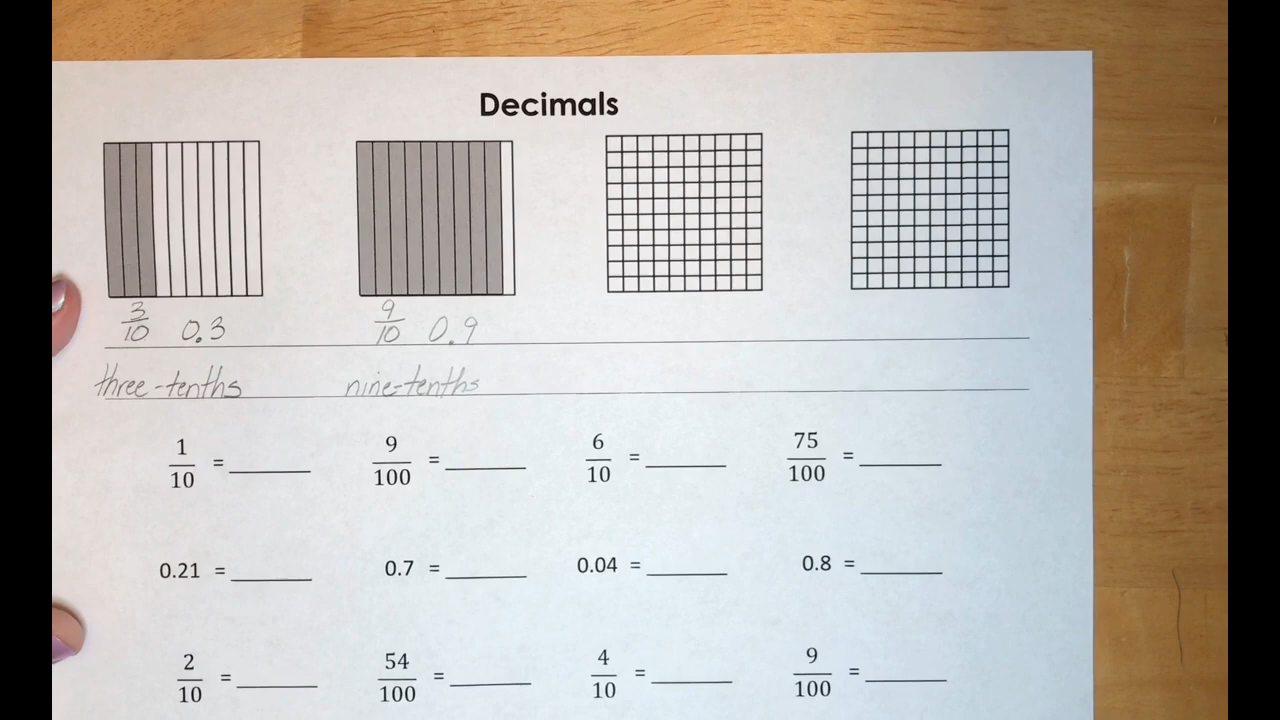 Decimals
3/10 0.3 9/10 0.9
three-tenths nine-tenths
1/10 = ______ 9/100 = ______ 6/10 = ______ 75/100 = ______
0.21 = ______ 0.7 = ______ 0.04 = ______ 0.8 = ______
2/10 = ______ 54/100 = ______ 4/10 = ______ 9/100 = ______